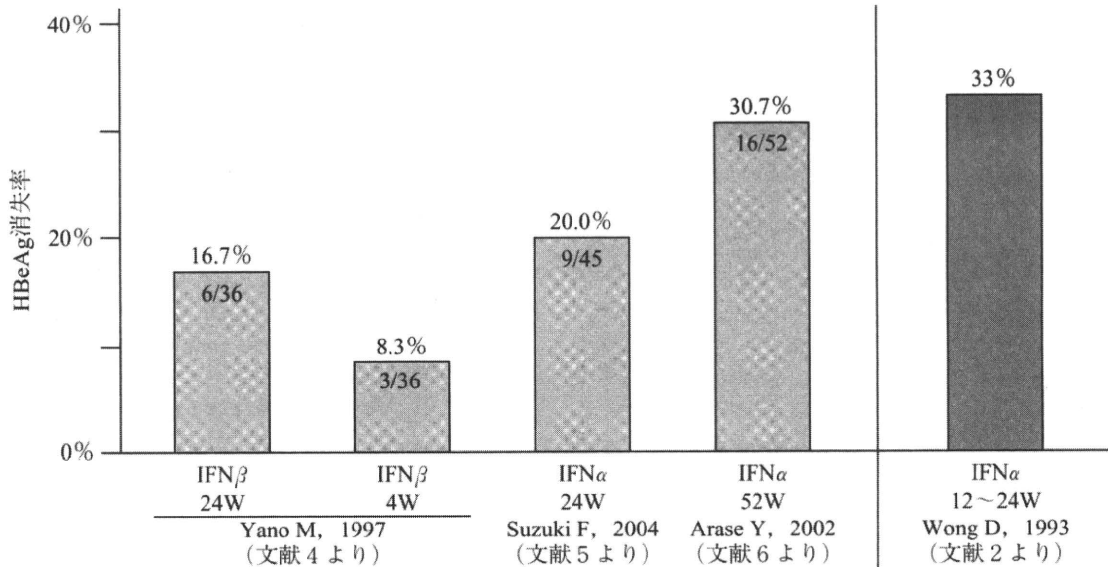 40%
20%
0%
HBeAg消失率
16.7%
6/36
8.3%
3/36
20.0%
9/45
30.7%
16/52
33%
IFNβ
24W
IFNβ
4W
IFNα
24W
IFNα
52W
IFNα
12～24W
Yano M, 1997
（文献4より）
Suzuki F, 2004
（文献5より）
Arase Y, 2002
（文献6より）
Wong D, 1993
（文献2より）